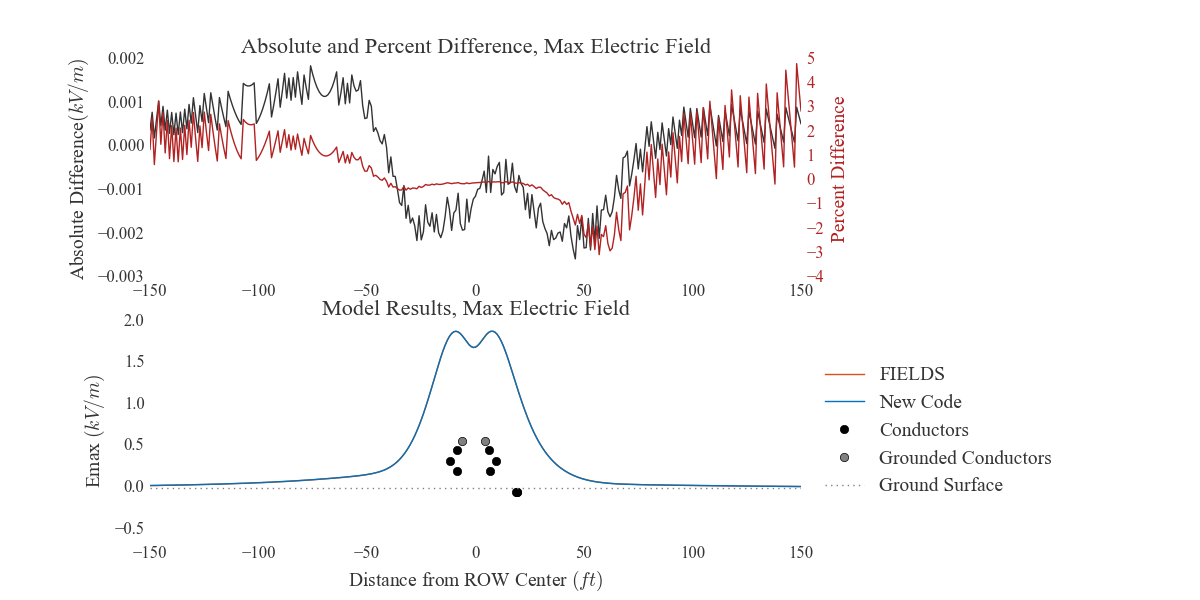 Absolute and Percent Difference, Max Electric Field
Absolute Difference(kV/m)
0.002
0.001
0.000
−0.001
−0.002
−0.003
5
4
3
2
1
0
−1
−2
−3
−4
Percent Difference
−150 −100 −50 0 50 100 150
Model Results, Max Electric Field
Emax (kV/m)
2.0
1.5
1.0
0.5
0.0
−0.5
−150 −100 −50 0 50 100 150
Distance from ROW Center (ft)
FIELDS
New Code
Conductors
Grounded Conductors
Ground Surface